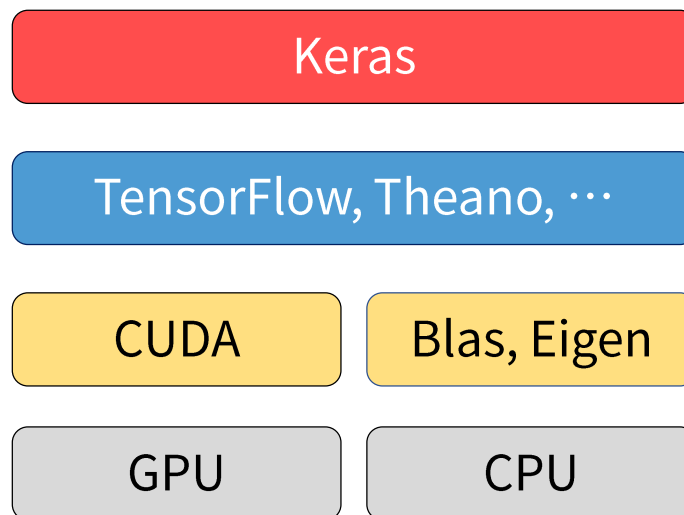 Keras
TensorFlow, Theano, ⋯
CUDA
Blas, Eigen
GPU
CPU